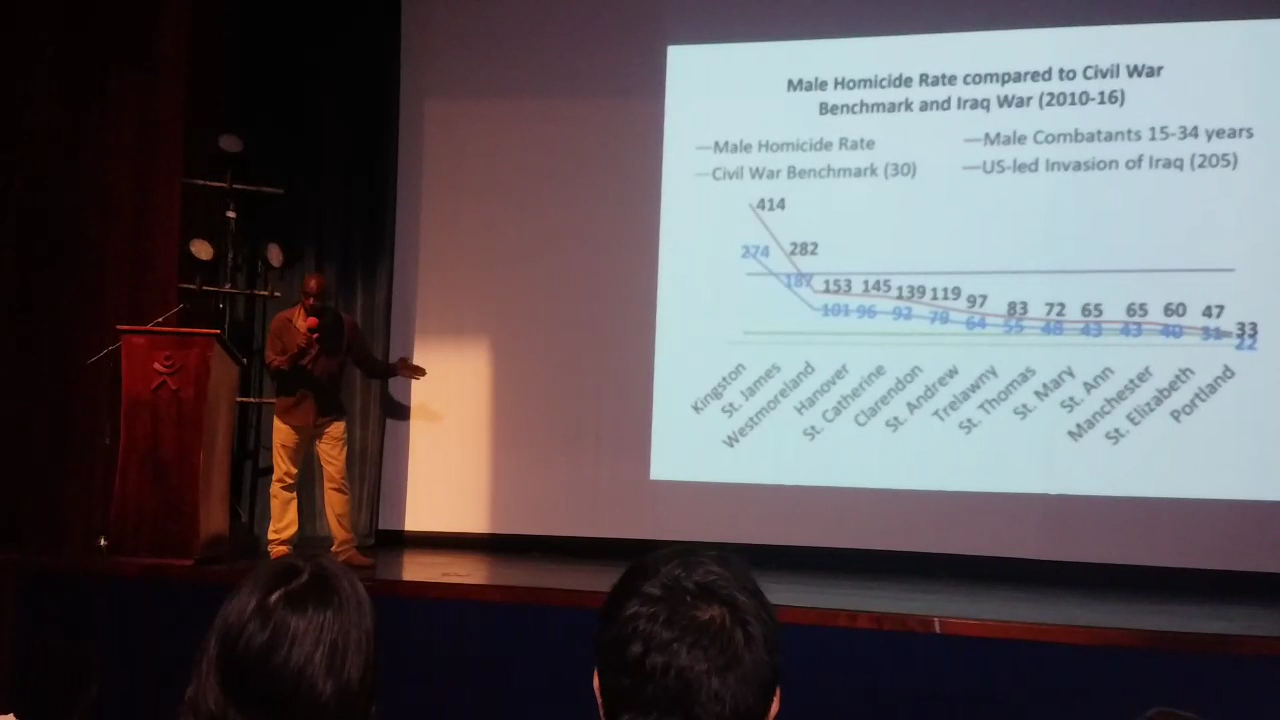 Male Homicide Rate compared to Civil War
Benchmark and Iraq War (2010-16)
—Male Homicide Rate —Male Combatants 15-34 years
—Civil War Benchmark (30) —US-led Invasion of Iraq (205)
414
274 282
187 153 145 139 119 97 83 72 65 65 60 47 33
101 96 92 79 64 55 48 43 43 40 31 22
Kingston
St. James
Westmoreland
Hanover
St. Catherine
Clarendon
St. Andrew
Trelawny
St. Thomas
St. Mary
St. Ann
Manchester
St. Elizabeth
Portland